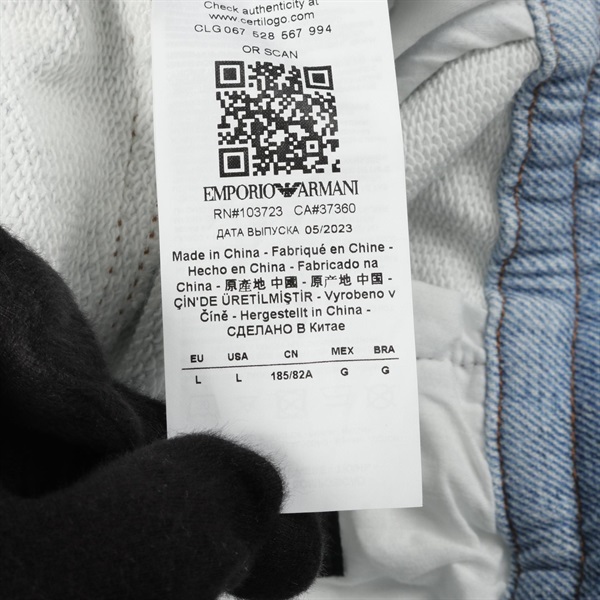 Check authenticity at
www.certilogo.com
CLG 067 528 567 994
OR SCAN
EMPORIO ARMANI
RN#103723 CA#37360
ДАТА ВЫПУСКА 05/2023
Made in China - Fabriqué en Chine -
Hecho en China - Fabricado na
China - 原產地 中國 - 原产地 中国 -
ÇİN'DE ÜRETİLMİŞTİR - Vyrobeno v
Číně - Hergestellt in China -
СДЕЛАНО В Китае
EU USA CN MEX BRA
L L 185/82A G G